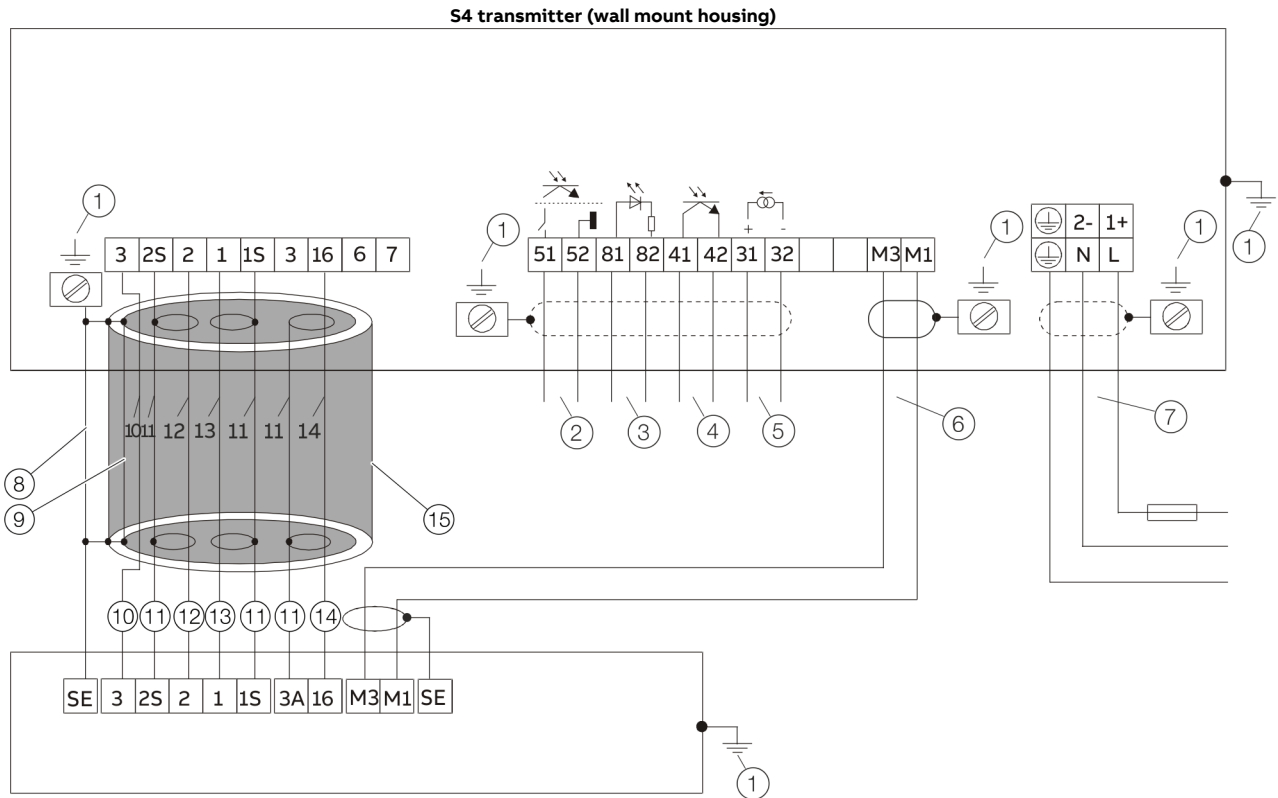 S4 transmitter (wall mount housing)
1
1
1
1
1
3 2S 2 1 1S 3 16 6 7
51 52 81 82 41 42 31 32 M3 M1
+ -
2- 1+
N L
10 11 12 13 11 11 14
2 3 4 5 6 7
8
9
15
10 11 12 13 11 11 14
SE 3 2S 2 1 1S 3A 16 M3 M1 SE
1